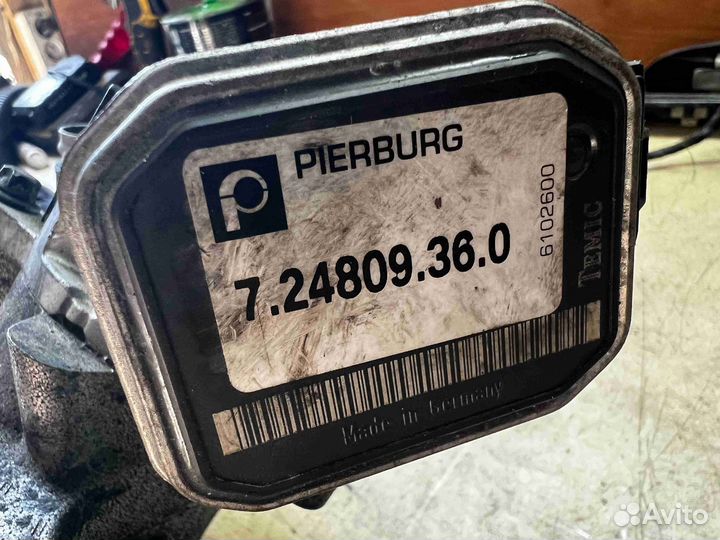 PIERBURG
7.24809.36.0
6102600
TEMIC
Made in Germany
Avito